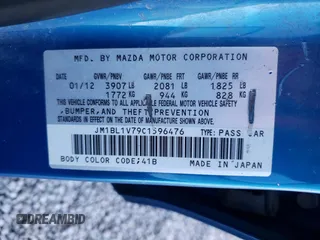 MFD. BY MAZDA MOTOR CORPORATION
GVWR/PNBV GAWR/PNBE FRT GAWR/PNBE RR
01/12 3907 LB 2081 LB 1825 LB
1772 KG 944 KG 828 KG
THIS VEHICLE CONFORMS TO ALL APPLICABLE FEDERAL MOTOR VEHICLE SAFETY,
BUMPER, AND THEFT PREVENTION
STANDARDS IN EFFECT ON THE DATE OF MANUFACTURE SHOWN ABOVE.
JM1BL1V79C1596476 TYPE: PASS CAR
BODY COLOR CODE: 41B MADE IN JAPAN
DREAMBID